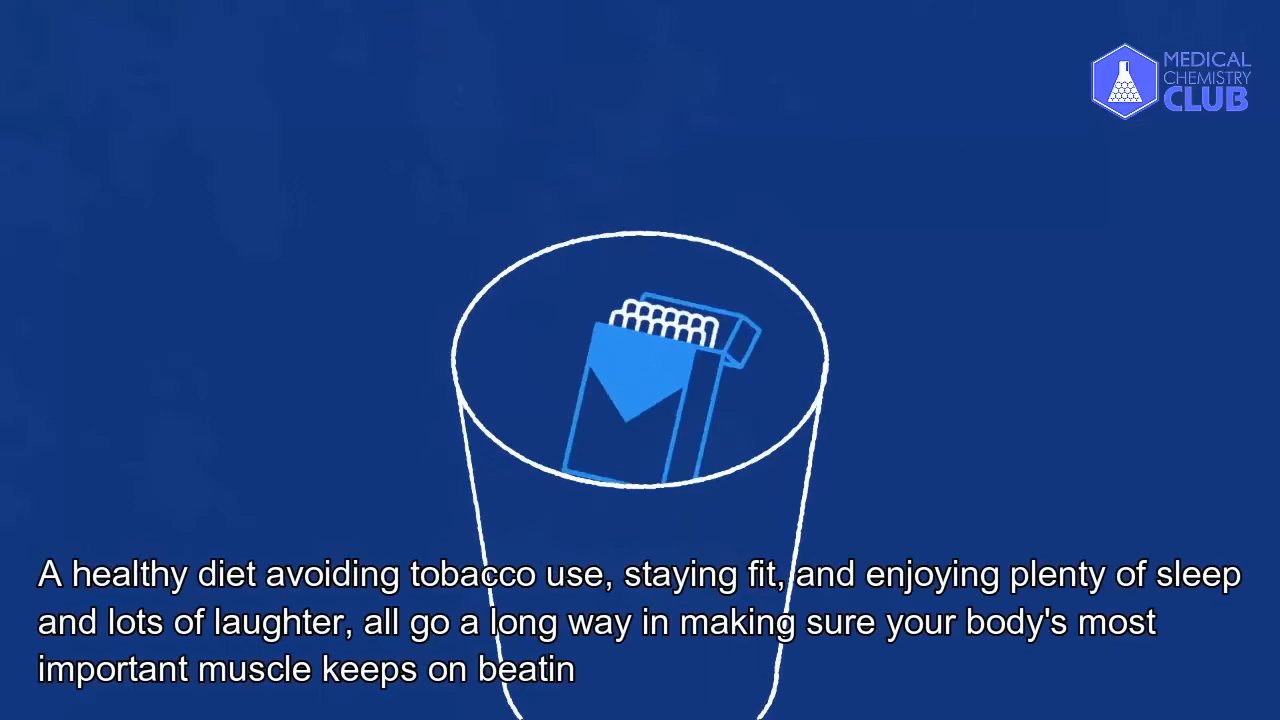 MEDICAL
CHEMISTRY
CLUB
A healthy diet avoiding tobacco use, staying fit, and enjoying plenty of sleep
and lots of laughter, all go a long way in making sure your body's most
important muscle keeps on beatin